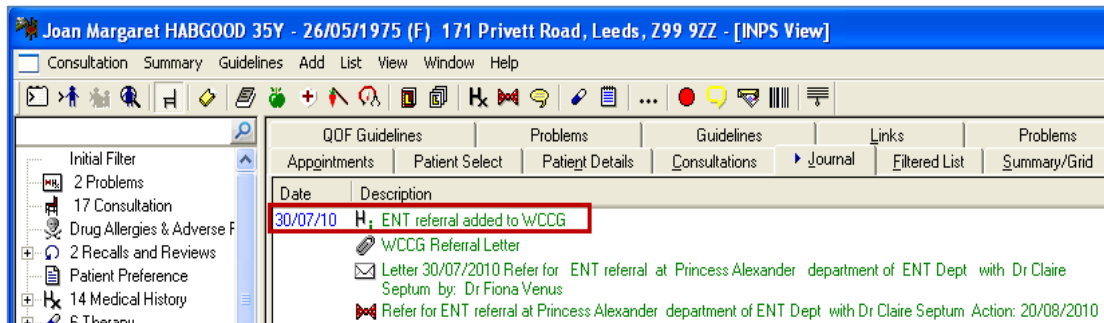 Joan Margaret HABGOOD 35Y - 26/05/1975 (F) 171 Privett Road, Leeds, Z99 9ZZ - [INPS View]
Consultation Summary Guidelines Add List View Window Help
QOF Guidelines Problems Guidelines Links Problems
Appointments Patient Select Patient Details Consultations Journal Filtered List Summary/Grid
Initial Filter
2 Problems
17 Consultation
Drug Allergies & Adverse F
2 Recalls and Reviews
Patient Preference
14 Medical History
6 Therapy
Date Description
30/07/10 H; ENT referral added to WCCG
WCCG Referral Letter
Letter 30/07/2010 Refer for ENT referral at Princess Alexander department of ENT Dept with Dr Claire
Septum by: Dr Fiona Venus
Refer for ENT referral at Princess Alexander department of ENT Dept with Dr Claire Septum Action: 20/08/2010